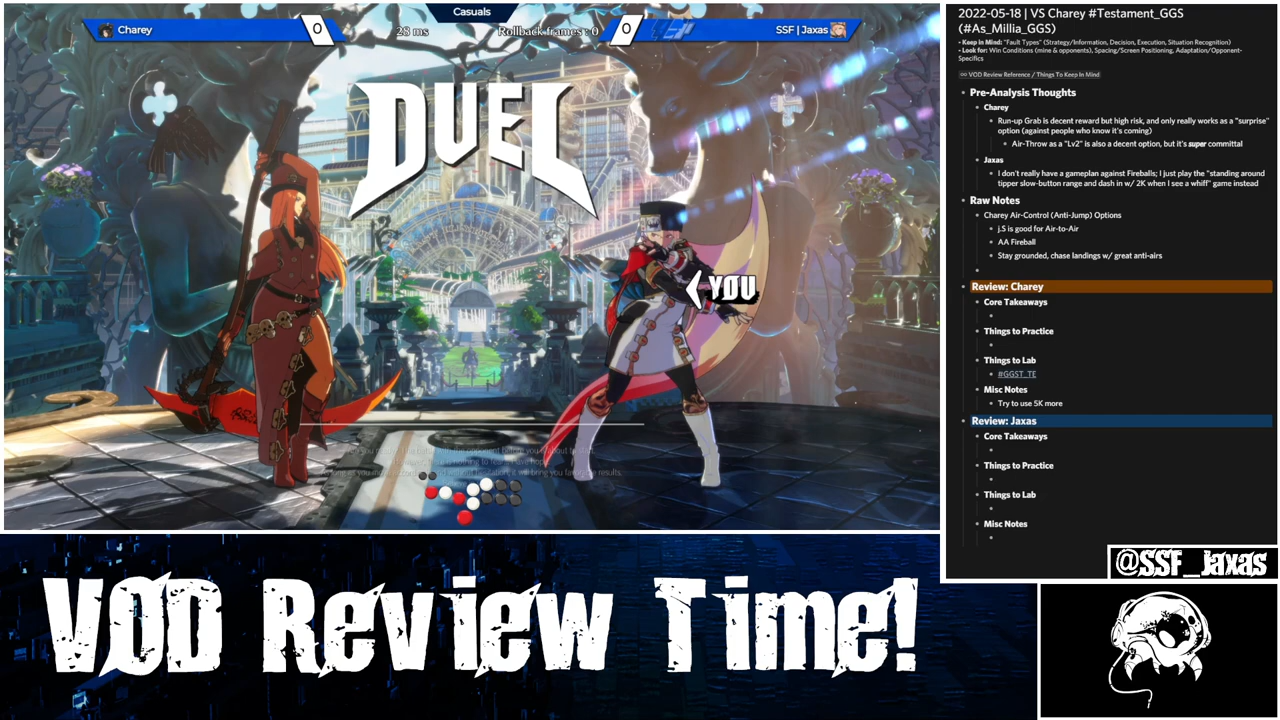 Casuals
Charey
0
28 ms
Rollback frames : 0
0
SSF | Jaxas
DUEL
YOU
2022-05-18 | VS Charey #Testament_GGS
(#As_Millia_GGS)
• Keep in Mind: "Fault Types" (Strategy/Information, Decision, Execution, Situation Recognition)
• Look for: Win Conditions (mine & opponents), Spacing/Screen Positioning, Adaptation/Opponent-
Specifics
VOD Review Reference / Things To Keep In Mind
• Pre-Analysis Thoughts
• Charey
• Run-up Grab is decent reward but high risk, and only really works as a "surprise"
option (against people who know it's coming)
• Air-Throw as a "Lv2" is also a decent option, but it's super committal
• Jaxas
• I don't really have a gameplan against Fireballs; I just play the "standing around
tipper slow-button range and dash in w/ 2K when I see a whiff" game instead
• Raw Notes
• Charey Air-Control (Anti-Jump) Options
• j.S is good for Air-to-Air
• AA Fireball
• Stay grounded, chase landings w/ great anti-airs
• Review: Charey
• Core Takeaways
• Things to Practice
• Things to Lab
• #GGST_TE
• Misc Notes
• Try to use 5K more
• Review: Jaxas
• Core Takeaways
• Things to Practice
• Things to Lab
• Misc Notes
@SSF_Jaxas
VOD Review Time!